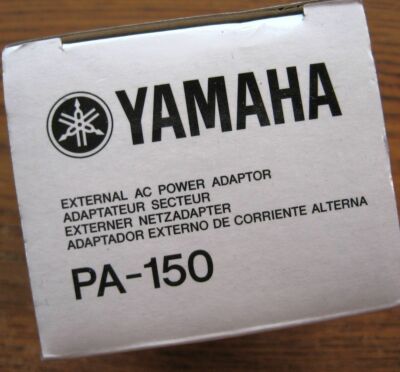 YAMAHA
EXTERNAL AC POWER ADAPTOR
ADAPTATEUR SECTEUR
EXTERNER NETZADAPTER
ADAPTADOR EXTERNO DE CORRIENTE ALTERNA
PA-150